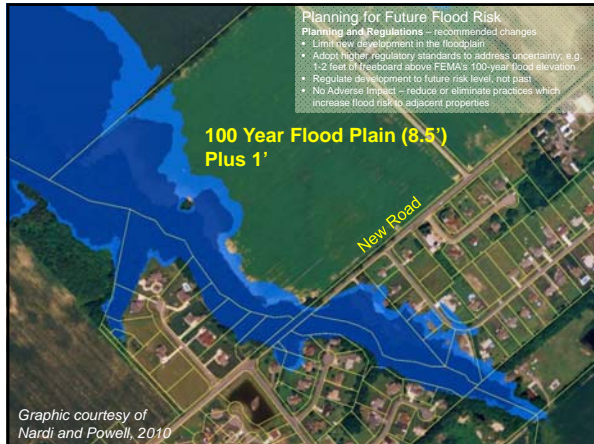 Planning for Future Flood Risk
Planning and Regulations – recommended changes
• Limit new development in the floodplain
• Adopt higher regulatory standards to address uncertainty; e.g.
1-2 feet of freeboard above FEMA's 100-year flood elevation
• Regulate development to future risk level, not past
• No Adverse Impact – reduce or eliminate practices which
increase flood risk to adjacent properties
100 Year Flood Plain (8.5')
Plus 1'
New Road
Graphic courtesy of
Nardi and Powell, 2010